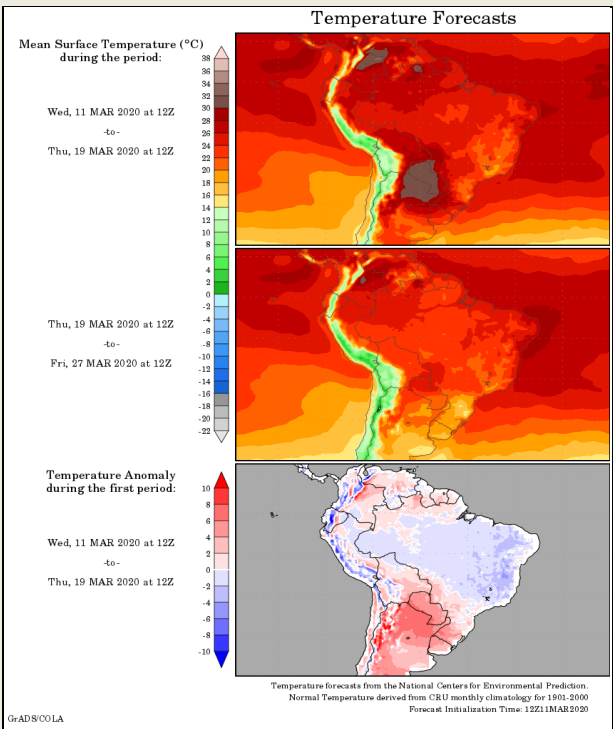 Temperature Forecasts
Mean Surface Temperature (°C)
during the period:
Wed, 11 MAR 2020 at 12Z
-to-
Thu, 19 MAR 2020 at 12Z
38
36
34
32
30
28
26
24
22
20
18
16
14
12
10
8
6
4
2
0
-2
-4
-6
-8
-10
-12
-14
-16
-18
-20
-22
Thu, 19 MAR 2020 at 12Z
-to-
Fri, 27 MAR 2020 at 12Z
Temperature Anomaly
during the first period:
Wed, 11 MAR 2020 at 12Z
-to-
Thu, 19 MAR 2020 at 12Z
10
8
6
4
2
0
-2
-4
-6
-8
-10
Temperature forecasts from the National Centers for Environmental Prediction.
Normal Temperature derived from CRU monthly climatology for 1901-2000
Forecast Initialization Time: 12Z11MAR2020
GrADS/COLA